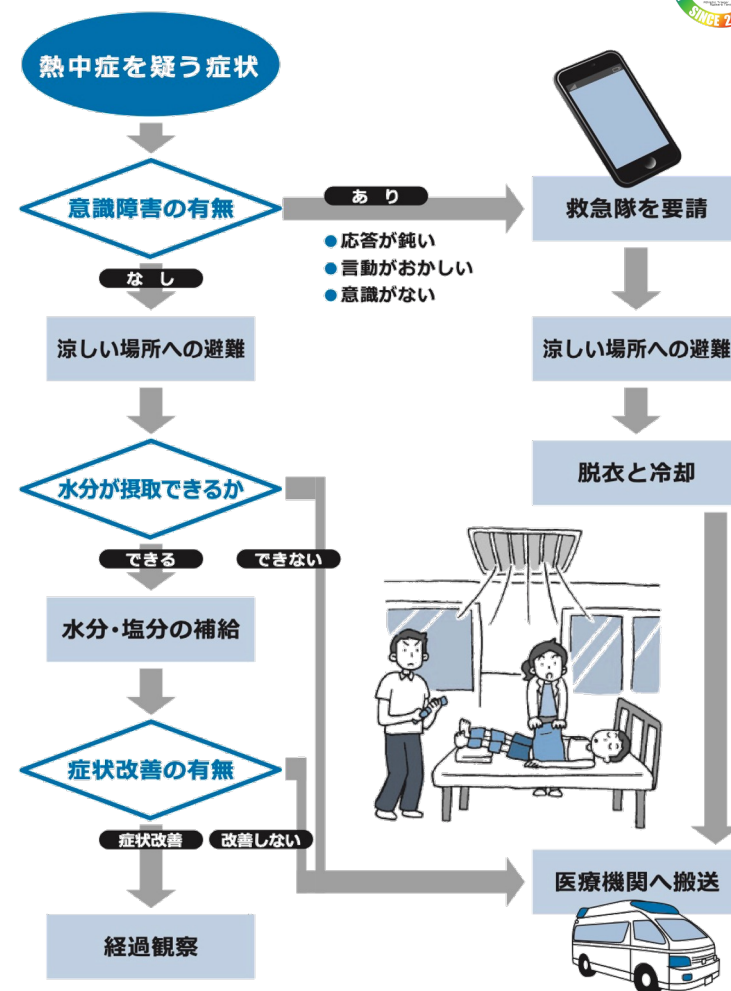 SINCE 2
熱中症を疑う症状
意識障害の有無
あり
救急隊を要請
●応答が鈍い
●言動がおかしい
●意識がない
なし
涼しい場所への避難
涼しい場所への避難
水分が摂取できるか
脱衣と冷却
できる
できない
水分・塩分の補給
症状改善の有無
症状改善
改善しない
医療機関へ搬送
経過観察